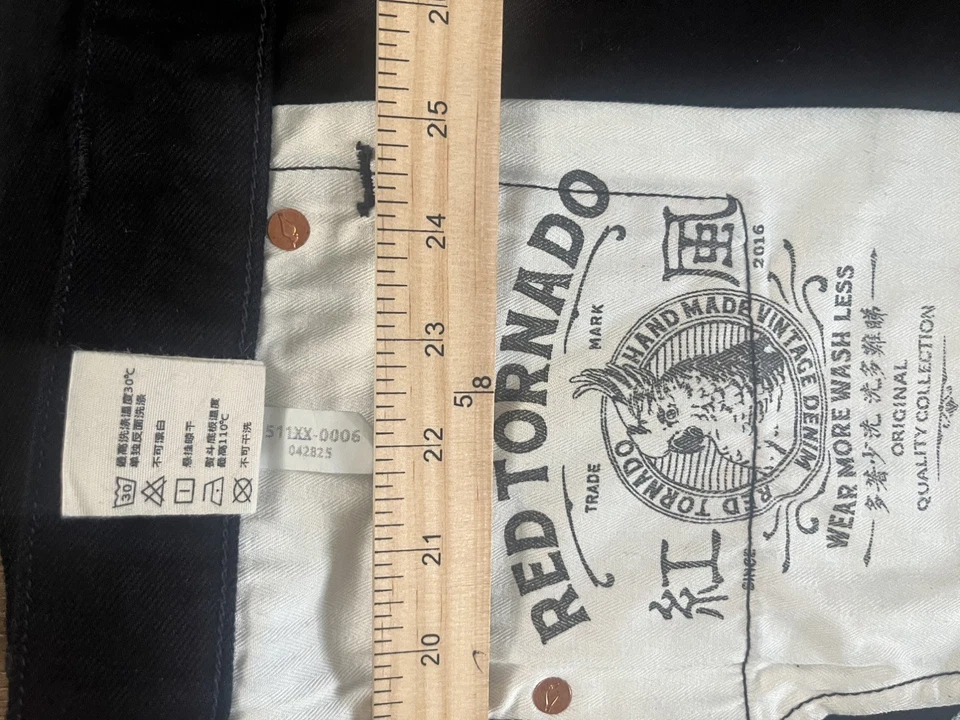 最高洗涤温度30℃
单独反面洗涤
30
不可漂白
悬挂晾干
熨斗底板温度
最高110℃
不可干洗
511XX-0006
042825
20 21 22 23 24 25
5
8
RED TORNADO
TRADE MARK
HAND MADE VINTAGE DENIM
RED TORNADO
紅 風
SINCE 2016
WEAR MORE WASH LESS
多着少洗 洗多難睇
ORIGINAL
QUALITY COLLECTION